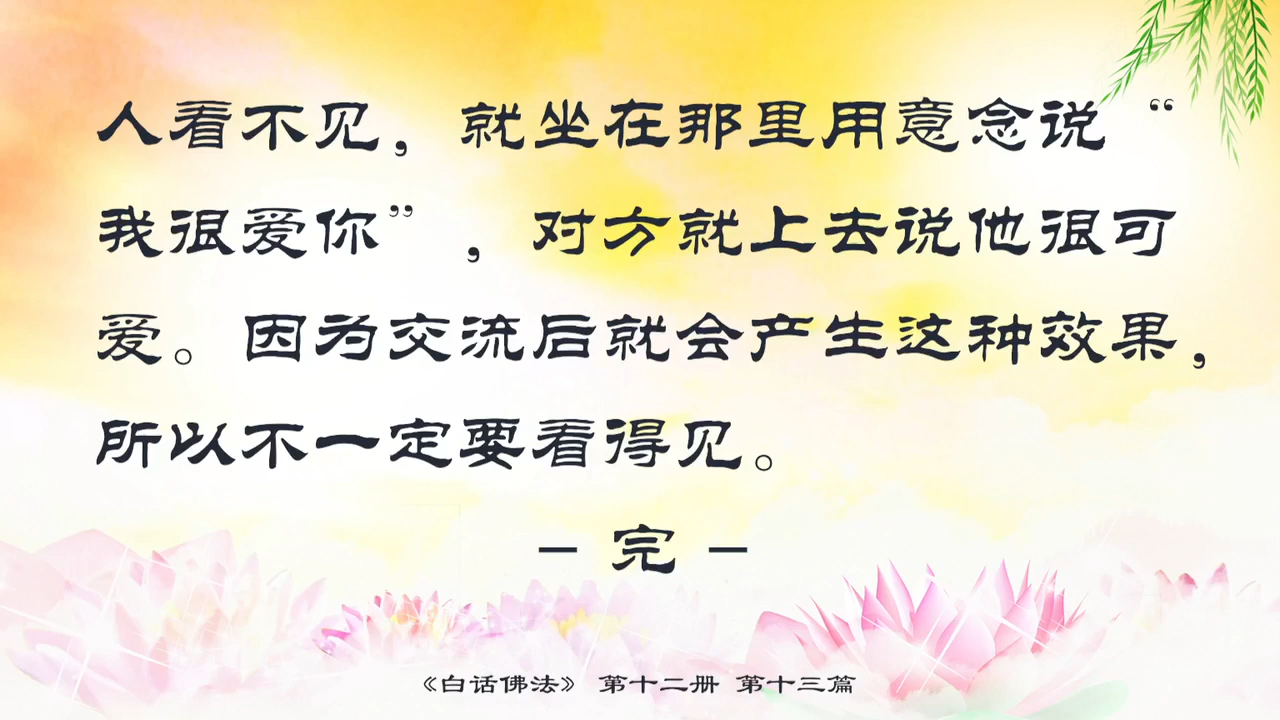 人看不见，就坐在那里用意念说“
我很爱你”，对方就上去说他很可
爱。因为交流后就会产生这种效果，
所以不一定要看得见。
– 完 –
《白话佛法》 第十二册 第十三篇